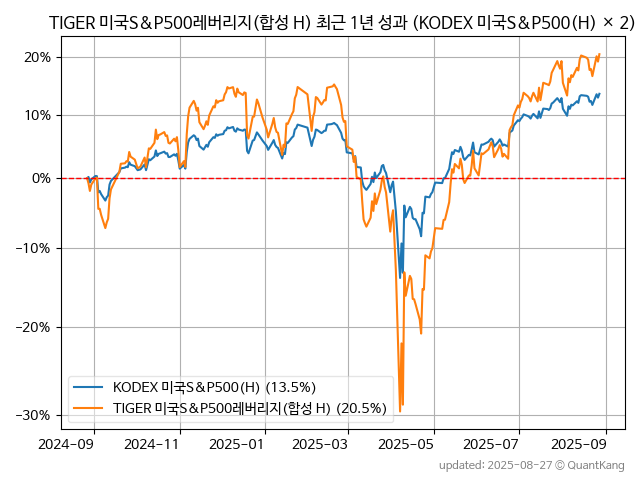 TIGER 미국S&P500레버리지(합성 H) 최근 1년 성과 (KODEX 미국S&P500(H) × 2)
20%
10%
0%
−10%
−20%
−30%
KODEX 미국S&P500(H) (13.5%)
TIGER 미국S&P500레버리지(합성 H) (20.5%)
2024-09 2024-11 2025-01 2025-03 2025-05 2025-07 2025-09
updated: 2025-08-27 © QuantKang